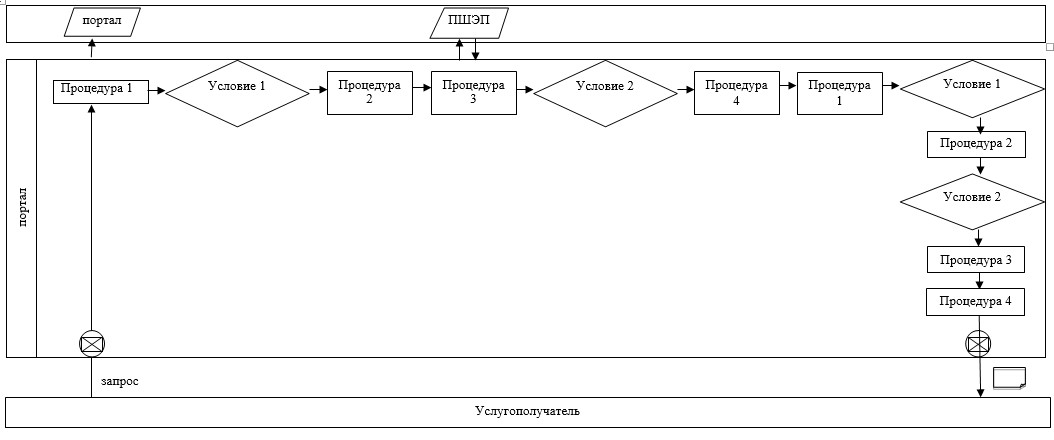 портал
ПШЭП
портал
Процедура 1
Условие 1
Процедура
2
Процедура
3
Условие 2
Процедура
4
Процедура
1
Условие 1
Процедура 2
Условие 2
Процедура 3
Процедура 4
запрос
Услугополучатель